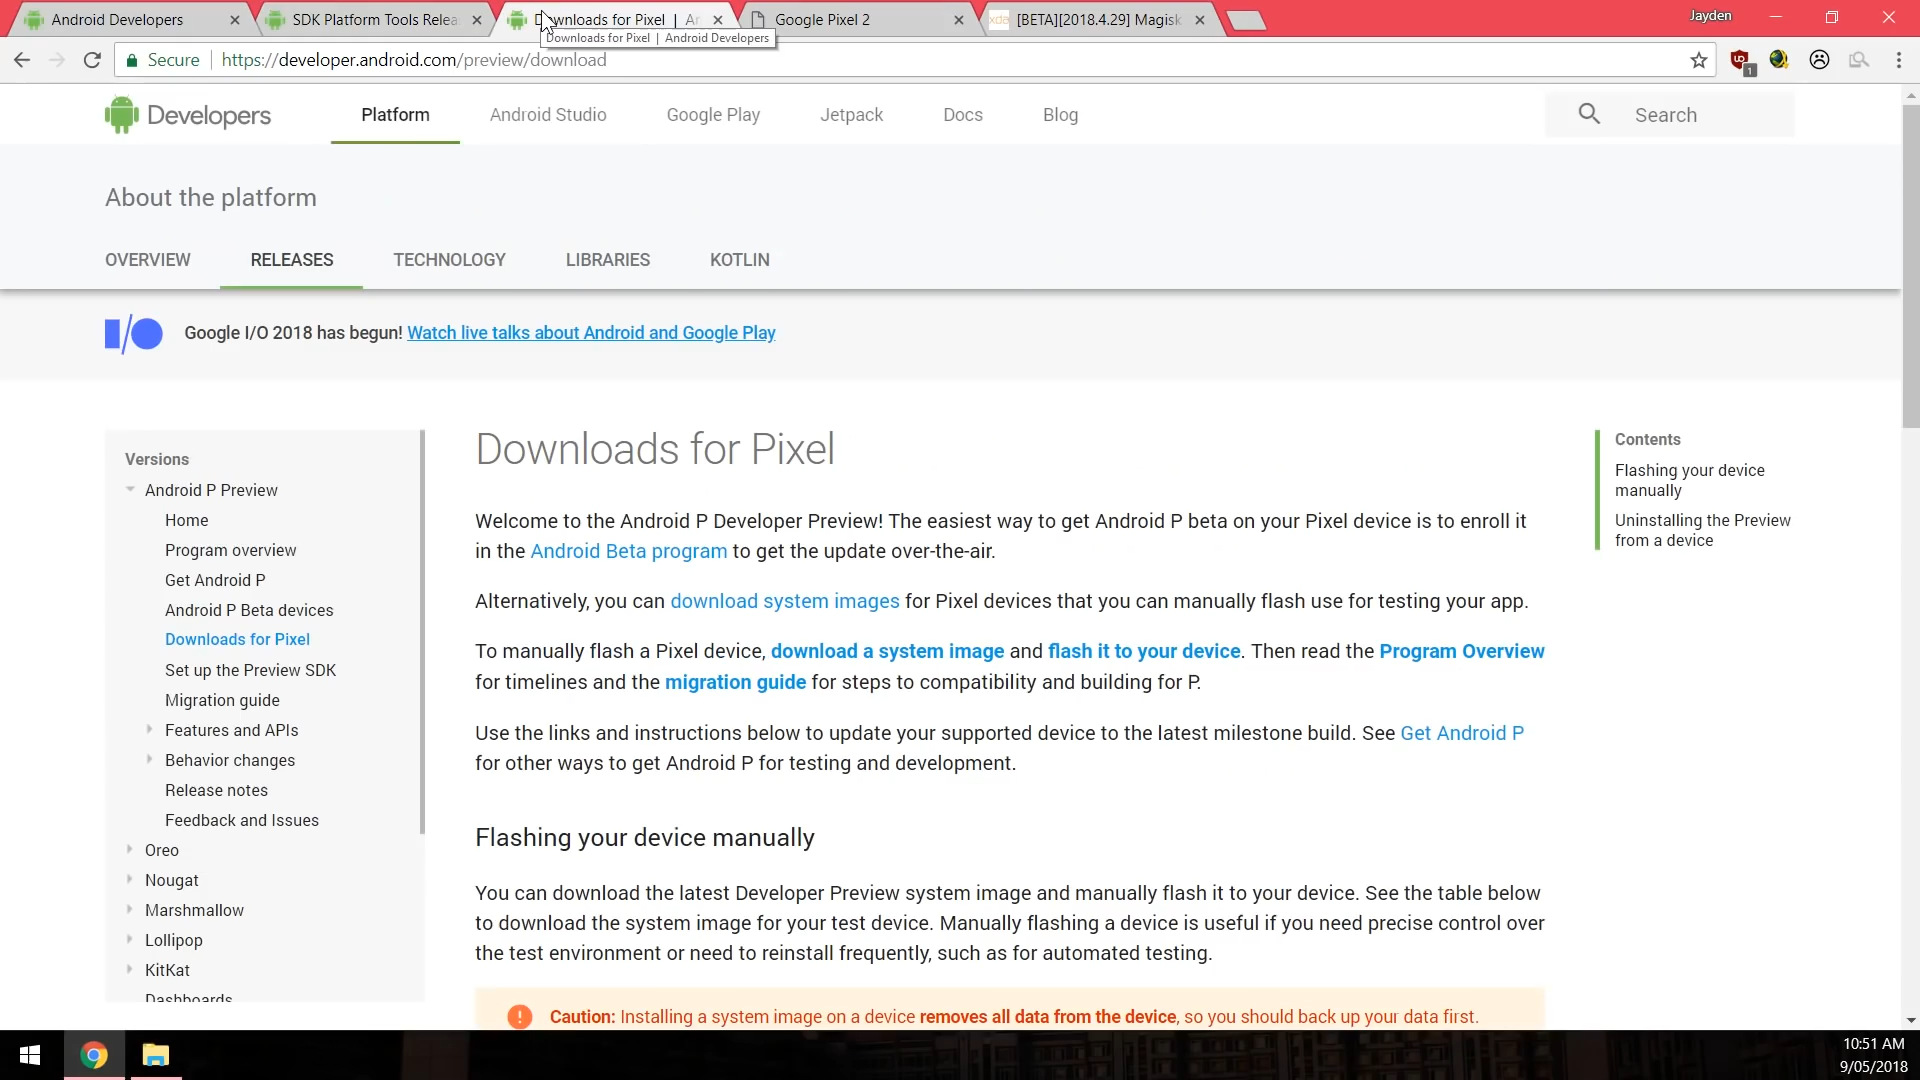 Android Developers
SDK Platform Tools Relea
Downloads for Pixel | An
Google Pixel 2
[BETA][2018.4.29] Magisk
Jayden
Downloads for Pixel | Android Developers
Secure
https://developer.android.com/preview/download
1
Developers
Platform
Android Studio
Google Play
Jetpack
Docs
Blog
Search
About the platform
OVERVIEW
RELEASES
TECHNOLOGY
LIBRARIES
KOTLIN
Google I/O 2018 has begun! Watch live talks about Android and Google Play
Versions
Android P Preview
Home
Program overview
Get Android P
Android P Beta devices
Downloads for Pixel
Set up the Preview SDK
Migration guide
Features and APIs
Behavior changes
Release notes
Feedback and Issues
Oreo
Nougat
Marshmallow
Lollipop
KitKat
Dashboards
Downloads for Pixel
Welcome to the Android P Developer Preview! The easiest way to get Android P beta on your Pixel device is to enroll it
in the Android Beta program to get the update over-the-air.
Alternatively, you can download system images for Pixel devices that you can manually flash use for testing your app.
To manually flash a Pixel device, download a system image and flash it to your device. Then read the Program Overview
for timelines and the migration guide for steps to compatibility and building for P.
Use the links and instructions below to update your supported device to the latest milestone build. See Get Android P
for other ways to get Android P for testing and development.
Flashing your device manually
You can download the latest Developer Preview system image and manually flash it to your device. See the table below
to download the system image for your test device. Manually flashing a device is useful if you need precise control over
the test environment or need to reinstall frequently, such as for automated testing.
Caution: Installing a system image on a device removes all data from the device, so you should back up your data first.
Contents
Flashing your device
manually
Uninstalling the Preview
from a device
10:51 AM
9/05/2018